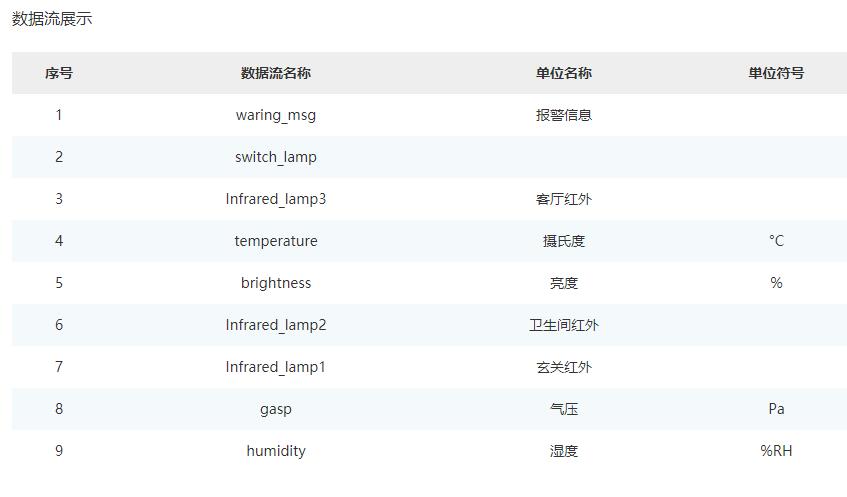 数据流展示
序号 数据流名称 单位名称 单位符号
1 waring_msg 报警信息
2 switch_lamp
3 Infrared_lamp3 客厅红外
4 temperature 摄氏度 °C
5 brightness 亮度 %
6 Infrared_lamp2 卫生间红外
7 Infrared_lamp1 玄关红外
8 gasp 气压 Pa
9 humidity 湿度 %RH